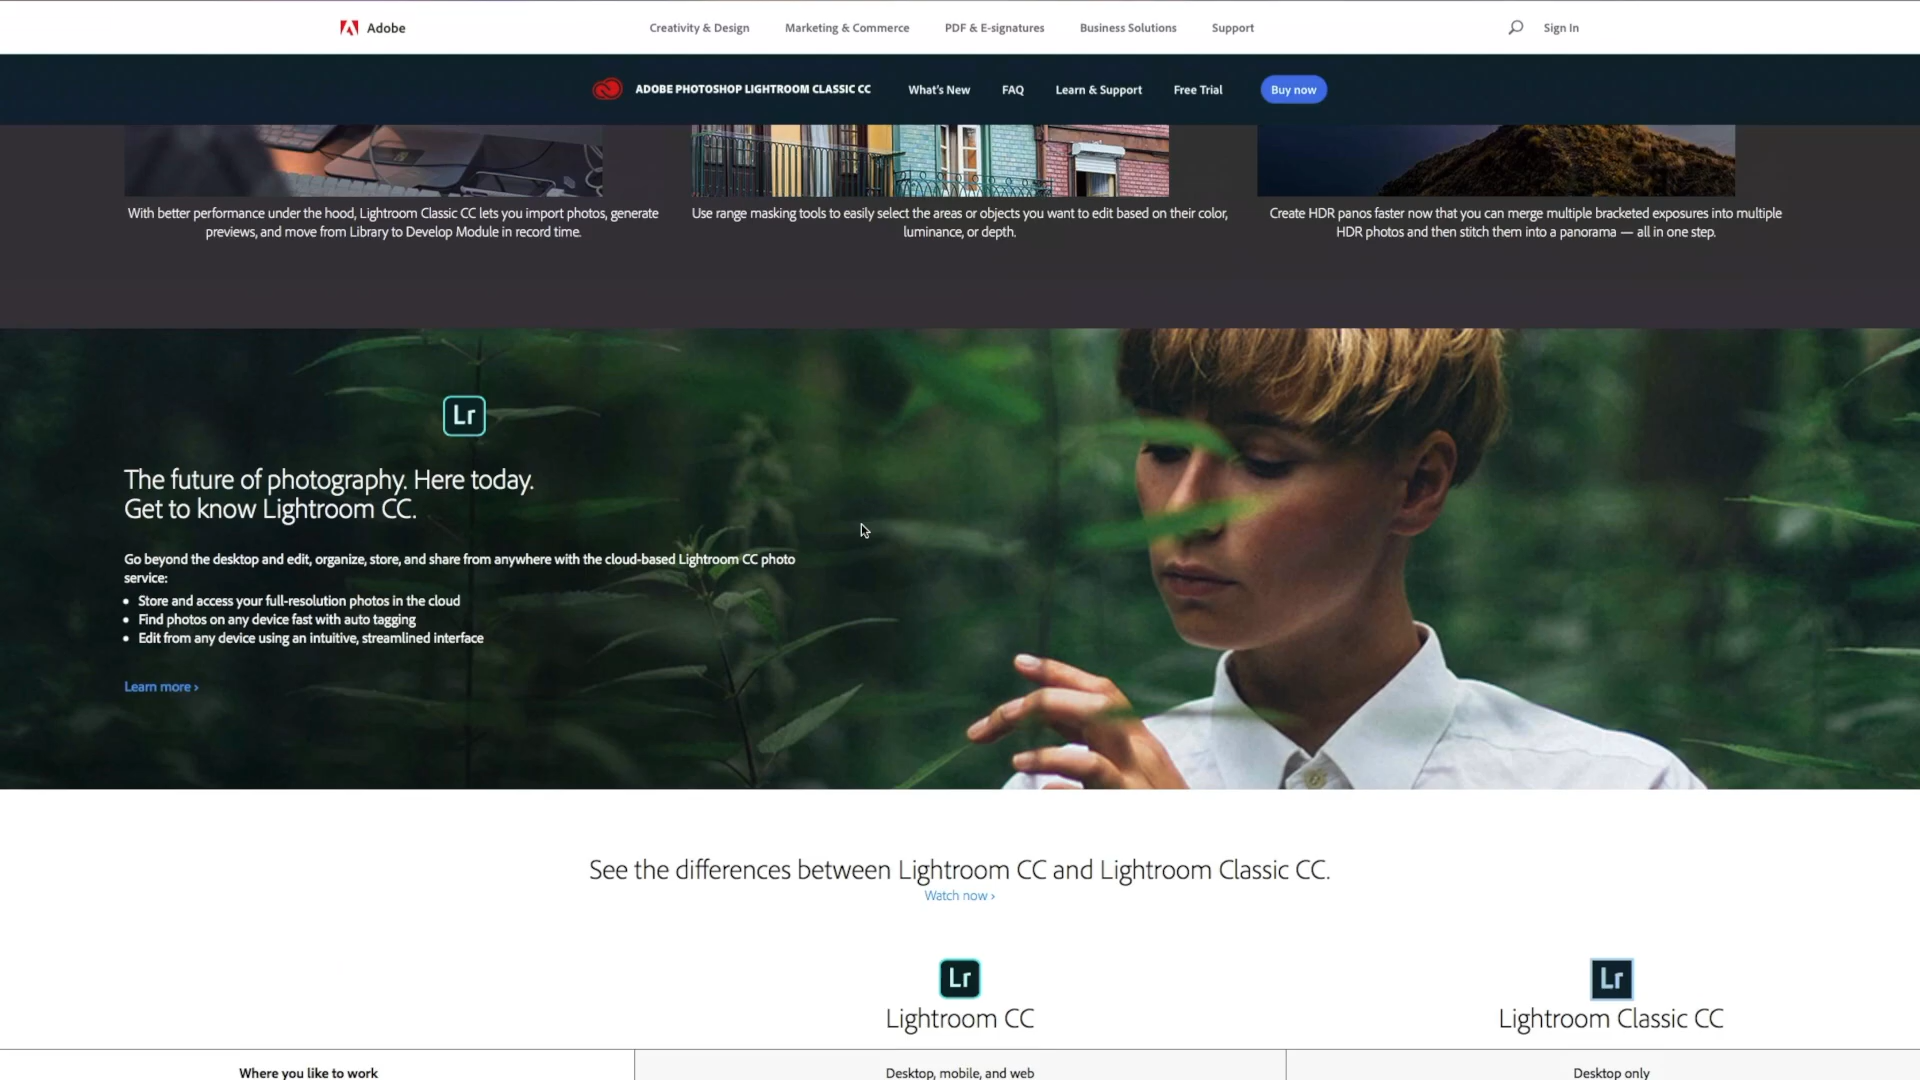 Adobe
Creativity & Design
Marketing & Commerce
PDF & E-signatures
Business Solutions
Support
Sign In
ADOBE PHOTOSHOP LIGHTROOM CLASSIC CC
What's New
FAQ
Learn & Support
Free Trial
Buy now
With better performance under the hood, Lightroom Classic CC lets you import photos, generate
previews, and move from Library to Develop Module in record time.
Use range masking tools to easily select the areas or objects you want to edit based on their color,
luminance, or depth.
Create HDR panos faster now that you can merge multiple bracketed exposures into multiple
HDR photos and then stitch them into a panorama — all in one step.
Lr
The future of photography. Here today.
Get to know Lightroom CC.
Go beyond the desktop and edit, organize, store, and share from anywhere with the cloud-based Lightroom CC photo
service:
• Store and access your full-resolution photos in the cloud
• Find photos on any device fast with auto tagging
• Edit from any device using an intuitive, streamlined interface
Learn more ›
See the differences between Lightroom CC and Lightroom Classic CC.
Watch now ›
Lr
Lightroom CC
Lr
Lightroom Classic CC
Where you like to work
Desktop, mobile, and web
Desktop only